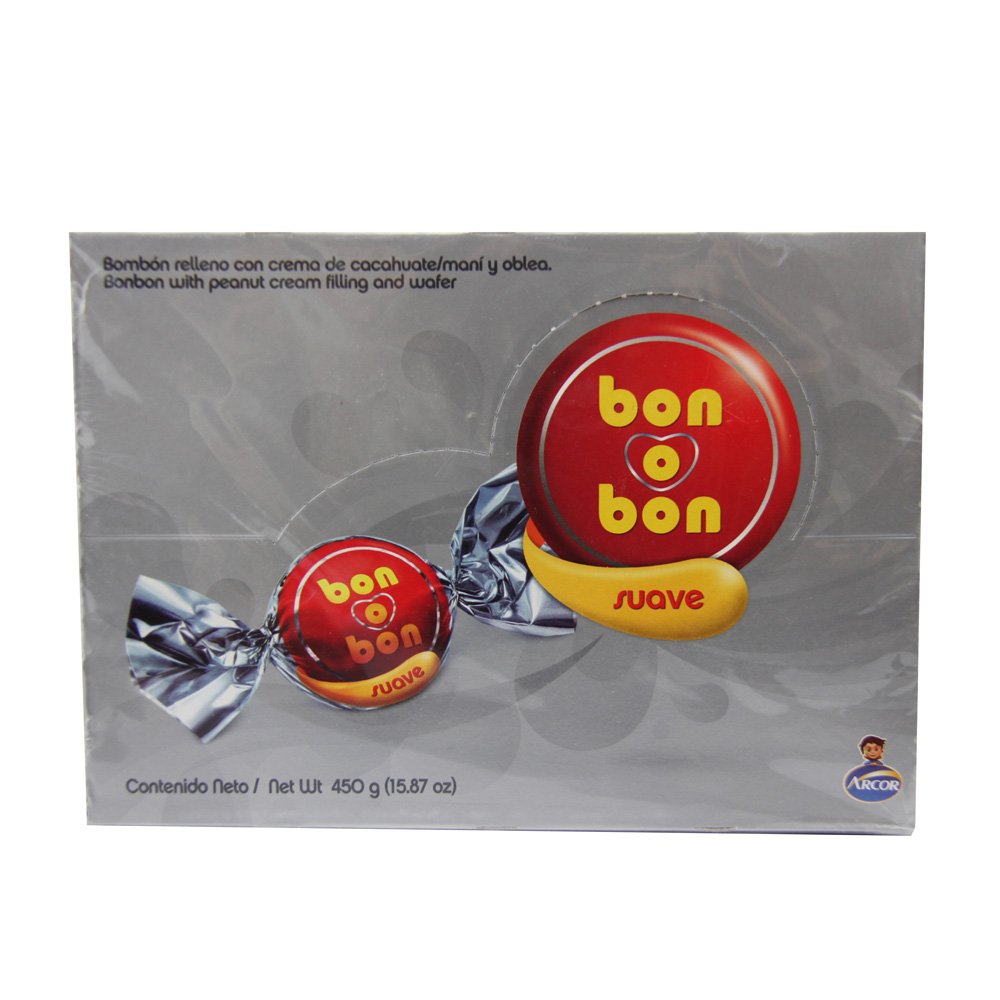 Bombón relleno con crema de cacahuate/maní y oblea.
Bonbon with peanut cream filling and wafer
bon
o
bon
suave
bon
o
bon
suave
Contenido Neto / Net Wt 450 g (15.87 oz)
ARCOR